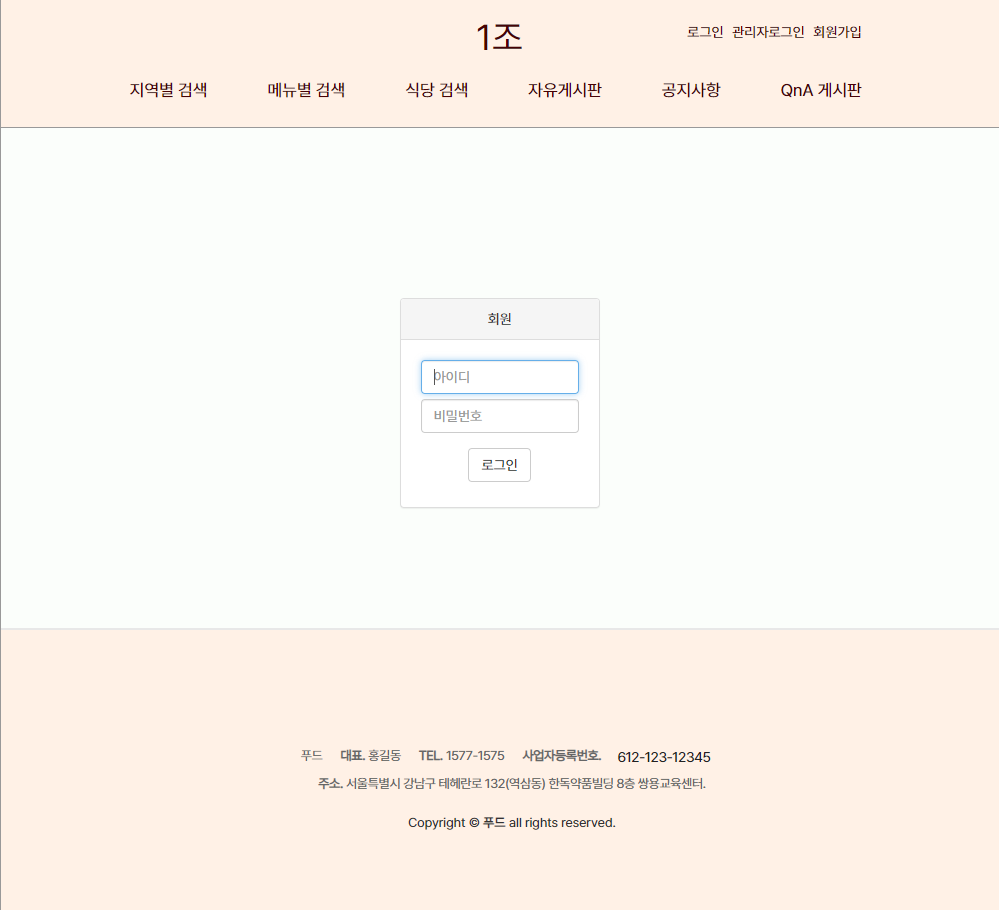 1조
로그인 관리자로그인 회원가입
지역별 검색 메뉴별 검색 식당 검색 자유게시판 공지사항 QnA 게시판
회원
아이디
비밀번호
로그인
푸드 대표. 홍길동 TEL. 1577-1575 사업자등록번호. 612-123-12345
주소. 서울특별시 강남구 테헤란로 132(역삼동) 한독약품빌딩 8층 쌍용교육센터.
Copyright © 푸드 all rights reserved.